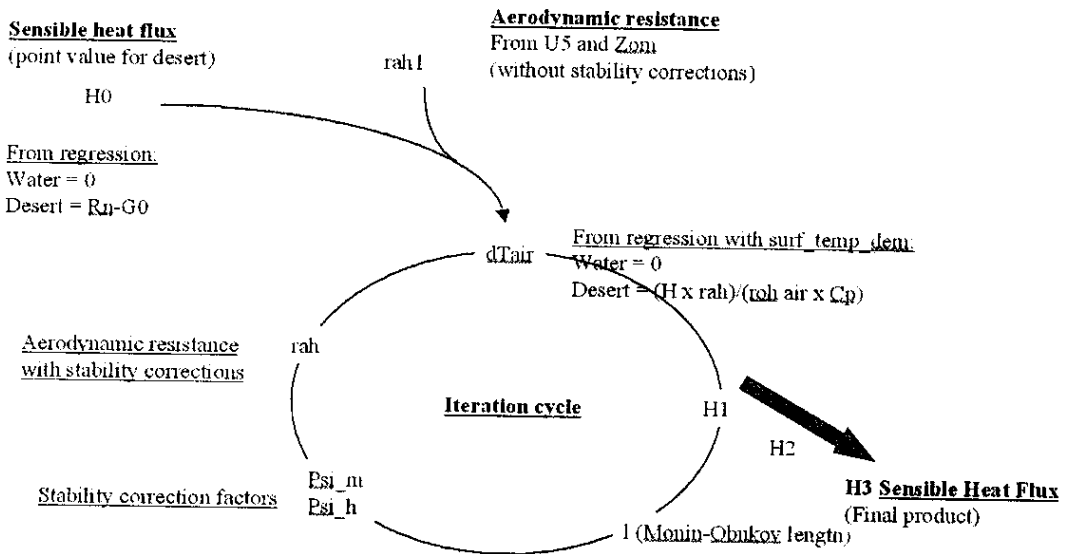 Sensible heat flux
(point value for desert)
H0
rah1
Aerodynamic resistance
From U5 and Zom
(without stability corrections)
From regression:
Water = 0
Desert = Rn-G0
dTair
From regression with surf_temp_dem:
Water = 0
Desert = (H x rah)/(roh air x Cp)
Aerodynamic resistance
with stability corrections
rah
Iteration cycle
H1
H2
H3 Sensible Heat Flux
(Final product)
Stability correction factors
Psi_m
Psi_h
l (Monin-Obukov length)